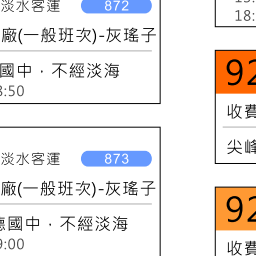 淡水客運 872
廠(一般班次)-灰瑤子
國中，不經淡海
8:50
淡水客運 873
廠(一般班次)-灰瑤子
德國中，不經淡海
9:00
18:
92
收費
尖峰
92
收費